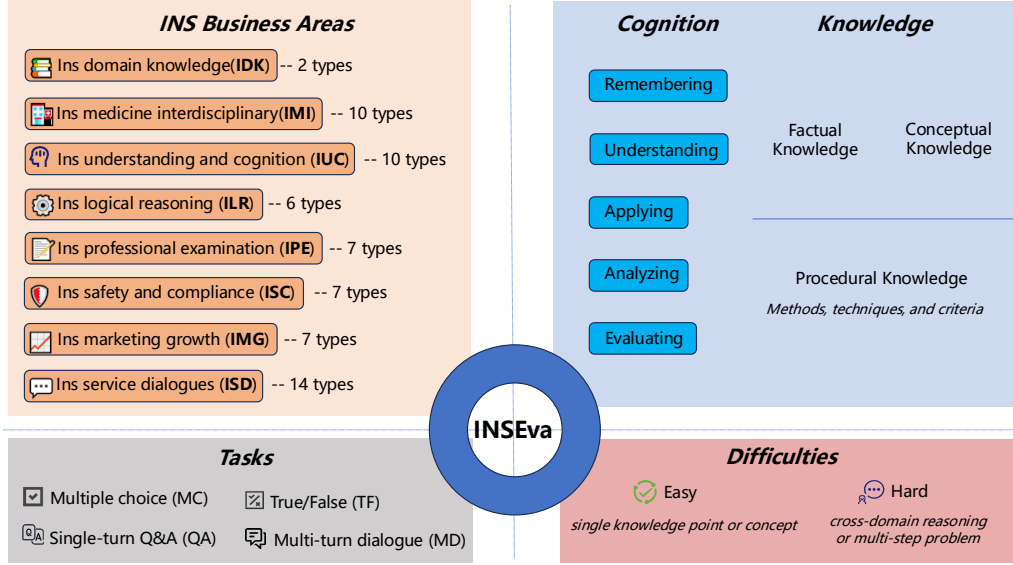 INS Business Areas
Ins domain knowledge(IDK) -- 2 types
Ins medicine interdisciplinary(IMI) -- 10 types
Ins understanding and cognition (IUC) -- 10 types
Ins logical reasoning (ILR) -- 6 types
Ins professional examination (IPE) -- 7 types
Ins safety and compliance (ISC) -- 7 types
Ins marketing growth (IMG) -- 7 types
Ins service dialogues (ISD) -- 14 types
Cognition
Remembering
Understanding
Applying
Analyzing
Evaluating
Knowledge
Factual
Knowledge
Conceptual
Knowledge
Procedural Knowledge
Methods, techniques, and criteria
INSEva
Tasks
Multiple choice (MC)
True/False (TF)
Q A
Single-turn Q&A (QA)
Multi-turn dialogue (MD)
Difficulties
Easy
single knowledge point or concept
Hard
cross-domain reasoning
or multi-step problem